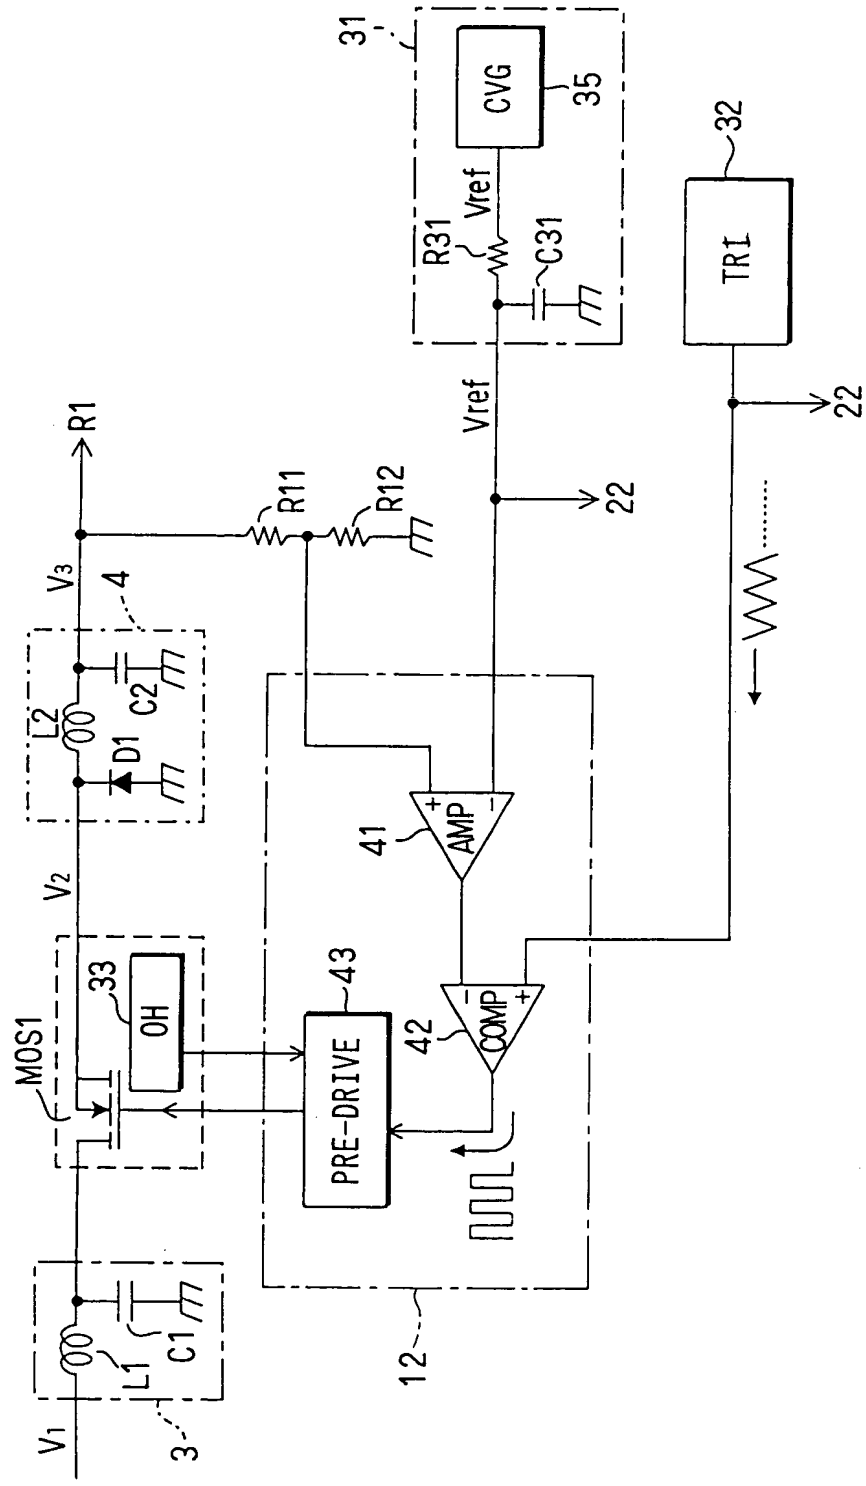 V1
3
L1
C1
MOS1
33
OH
V2
L2
D1
C2
4
V3
R1
R11
R12
12
PRE-DRIVE
43
42
COMP
-
+
41
AMP
+
-
22
Vref
31
R31
C31
Vref
CVG
35
22
TRI
32